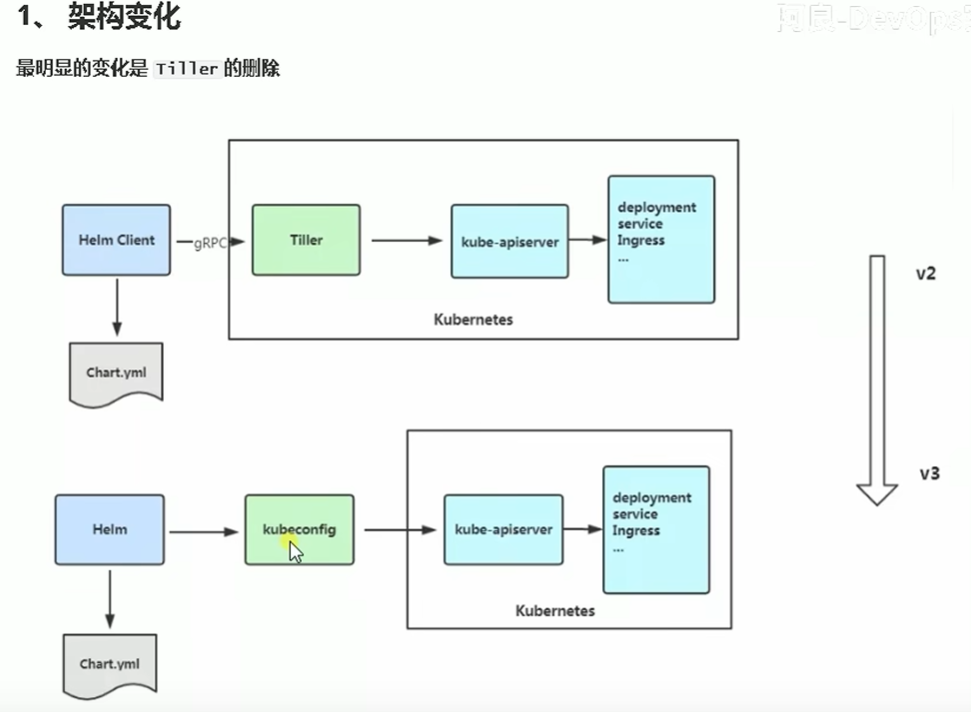 1、 架构变化
阿良-DevOps
最明显的变化是 Tiller 的删除
Helm Client
gRPC
Tiller
kube-apiserver
deployment
service
Ingress
...
Kubernetes
Chart.yml
v2
v3
Helm
kubeconfig
kube-apiserver
deployment
service
Ingress
...
Kubernetes
Chart.yml